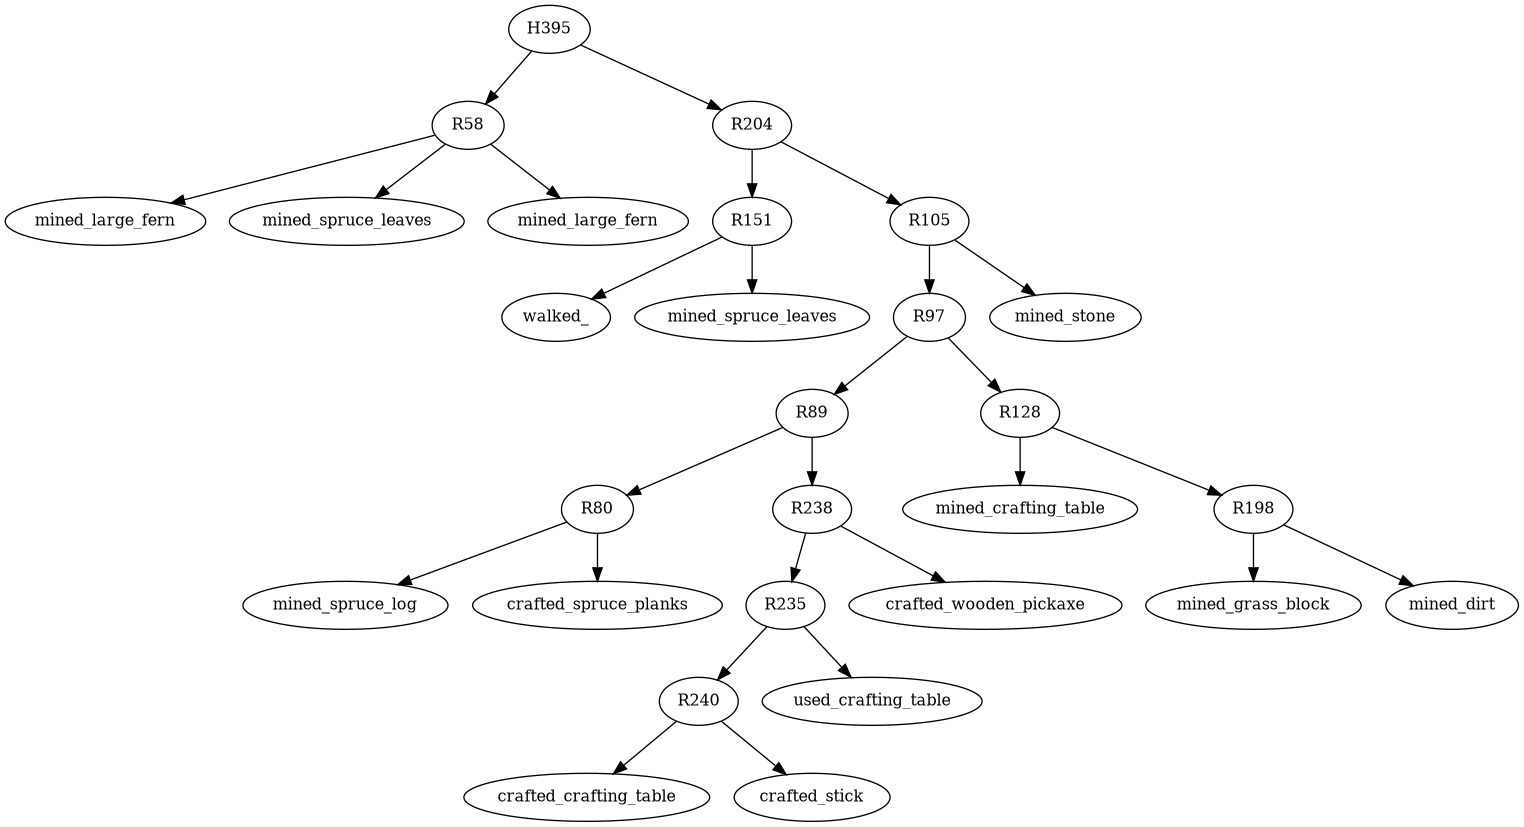 H395
R58
R204
mined_large_fern
mined_spruce_leaves
mined_large_fern
R151
R105
walked_
mined_spruce_leaves
R97
mined_stone
R89
R128
R80
R238
mined_crafting_table
R198
mined_spruce_log
crafted_spruce_planks
R235
crafted_wooden_pickaxe
mined_grass_block
mined_dirt
R240
used_crafting_table
crafted_crafting_table
crafted_stick